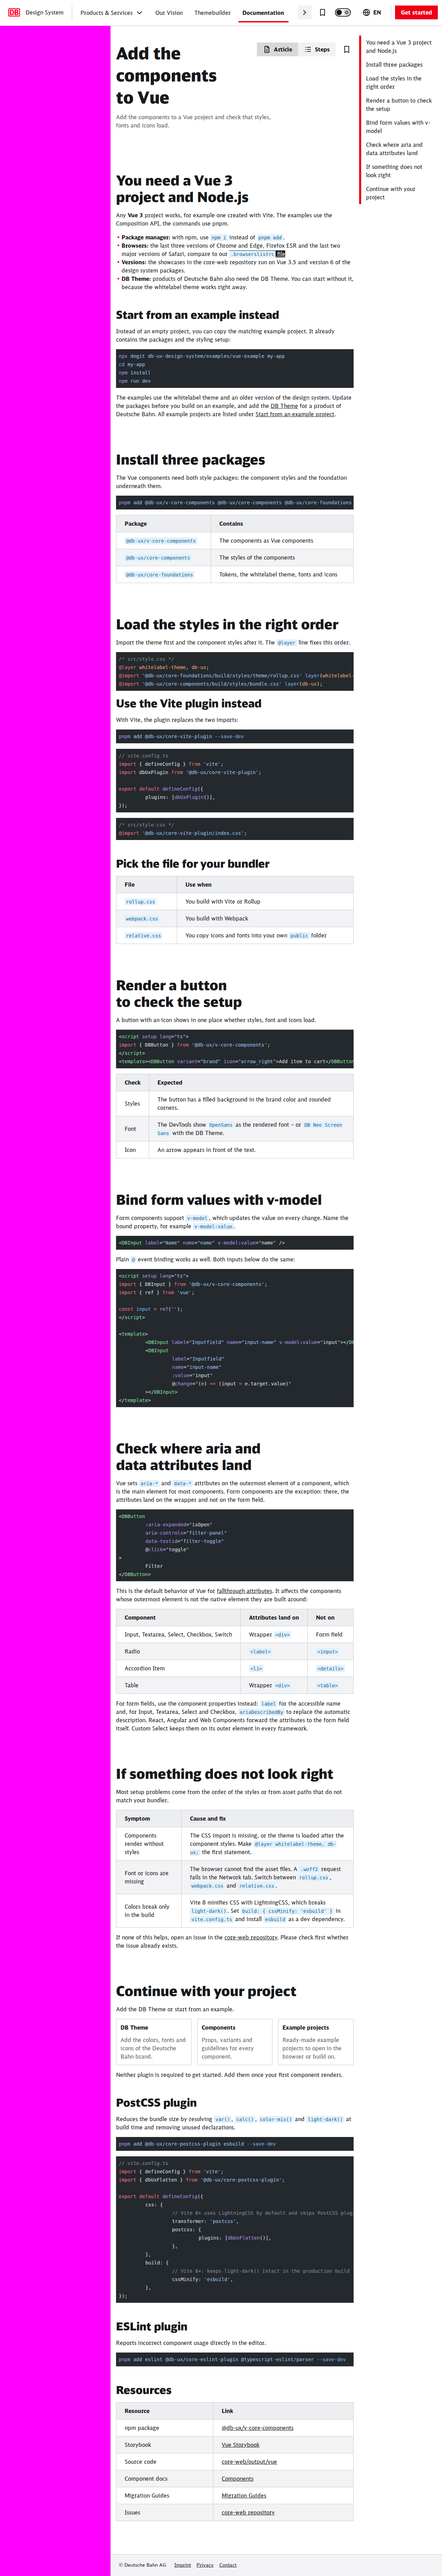 DB Design System Products & Services Our Vision Themebuilder Documentation EN Get started
Add the
components
to Vue
Article Steps
Add the components to a Vue project and check that styles,
fonts and icons load.
You need a Vue 3 project
and Node.js
Install three packages
Load the styles in the
right order
Render a button to check
the setup
Bind form values with v-
model
Check where aria and
data attributes land
If something does not
look right
Continue with your
project
You need a Vue 3
project and Node.js
Any Vue 3 project works, for example one created with Vite. The examples use the
Composition API, the commands use pnpm.
• Package manager: with npm, use npm i instead of pnpm add.
• Browsers: the last three versions of Chrome and Edge, Firefox ESR and the last two
major versions of Safari, compare to our .browserslistrc
• Versions: the showcases in the core-web repository run on Vue 3.5 and version 6 of the
design system packages.
• DB Theme: products of Deutsche Bahn also need the DB Theme. You can start without it,
because the whitelabel theme works right away.
Start from an example instead
Instead of an empty project, you can copy the matching example project. It already
contains the packages and the styling setup:
npx degit db-ux-design-system/examples/vue-example my-app
cd my-app
npm install
npm run dev
The examples use the whitelabel theme and an older version of the design system. Update
the packages before you build on an example, and add the DB Theme for a product of
Deutsche Bahn. All example projects are listed under Start from an example project.
Install three packages
The Vue components need both style packages: the component styles and the foundation
underneath them.
pnpm add @db-ux/v-core-components @db-ux/core-components @db-ux/core-foundations
Package Contains
@db-ux/v-core-components The components as Vue components
@db-ux/core-components The styles of the components
@db-ux/core-foundations Tokens, the whitelabel theme, fonts and icons
Load the styles in the right order
Import the theme first and the component styles after it. The @layer line fixes this order.
/* src/style.css */
@layer whitelabel-theme, db-ux;
@import '@db-ux/core-foundations/build/styles/theme/rollup.css' layer(whitelabel-
@import '@db-ux/core-components/build/styles/bundle.css' layer(db-ux);
Use the Vite plugin instead
With Vite, the plugin replaces the two imports:
pnpm add @db-ux/core-vite-plugin --save-dev
// vite.config.ts
import { defineConfig } from 'vite';
import dbUxPlugin from '@db-ux/core-vite-plugin';
export default defineConfig({
plugins: [dbUxPlugin()],
});
/* src/style.css */
@import '@db-ux/core-vite-plugin/index.css';
Pick the file for your bundler
File Use when
rollup.css You build with Vite or Rollup
webpack.css You build with Webpack
relative.css You copy icons and fonts into your own public folder
Render a button
to check the setup
A button with an icon shows in one place whether styles, font and icons load.
<script setup lang="ts">
import { DBButton } from '@db-ux/v-core-components';
</script>
<template><DBButton variant="brand" icon="arrow_right">Add item to cart</DBButton
Check Expected
Styles The button has a filled background in the brand color and rounded
corners.
Font The DevTools show OpenSans as the rendered font – or DB Neo Screen
Sans with the DB Theme.
Icon An arrow appears in front of the text.
Bind form values with v-model
Form components support v-model, which updates the value on every change. Name the
bound property, for example v-model:value.
<DBInput label="Name" name="name" v-model:value="name" />
Plain @ event binding works as well. Both inputs below do the same:
<script setup lang="ts">
import { DBInput } from '@db-ux/v-core-components';
import { ref } from 'vue';
const input = ref('');
</script>
<template>
<DBInput label="Inputfield" name="input-name" v-model:value="input"></DB
<DBInput
label="Inputfield"
name="input-name"
:value="input"
@change="(e) => (input = e.target.value)"
></DBInput>
</template>
Check where aria and
data attributes land
Vue sets aria-* and data-* attributes on the outermost element of a component, which
is the main element for most components. Form components are the exception: there, the
attributes land on the wrapper and not on the form field.
<DBButton
:aria-expanded="isOpen"
aria-controls="filter-panel"
data-testid="filter-toggle"
@click="toggle"
>
Filter
</DBButton>
This is the default behavior of Vue for fallthrough attributes. It affects the components
whose outermost element is not the native element they are built around:
Component Attributes land on Not on
Input, Textarea, Select, Checkbox, Switch Wrapper <div> Form field
Radio <label> <input>
Accordion Item <li> <details>
Table Wrapper <div> <table>
For form fields, use the component properties instead: label for the accessible name
and, for Input, Textarea, Select and Checkbox, ariaDescribedBy to replace the automatic
description. React, Angular and Web Components forward the attributes to the form field
itself. Custom Select keeps them on its outer element in every framework.
If something does not look right
Most setup problems come from the order of the styles or from asset paths that do not
match your bundler.
Symptom Cause and fix
Components
render without
styles
The CSS import is missing, or the theme is loaded after the
component styles. Make @layer whitelabel-theme, db-
ux; the first statement.
Font or icons are
missing
The browser cannot find the asset files. A .woff2 request
fails in the Network tab. Switch between rollup.css,
webpack.css and relative.css.
Colors break only
in the build
Vite 8 minifies CSS with LightningCSS, which breaks
light-dark(). Set build: { cssMinify: 'esbuild' } in
vite.config.ts and install esbuild as a dev dependency.
If none of this helps, open an issue in the core-web repository. Please check first whether
the issue already exists.
Continue with your project
Add the DB Theme or start from an example.
DB Theme
Add the colors, fonts and
icons of the Deutsche
Bahn brand.
Components
Props, variants and
guidelines for every
component.
Example projects
Ready-made example
projects to open in the
browser or build on.
Neither plugin is required to get started. Add them once your first component renders.
PostCSS plugin
Reduces the bundle size by resolving var(), calc(), color-mix() and light-dark() at
build time and removing unused declarations.
pnpm add @db-ux/core-postcss-plugin esbuild --save-dev
// vite.config.ts
import { defineConfig } from 'vite';
import { dbUxFlatten } from '@db-ux/core-postcss-plugin';
export default defineConfig({
css: {
// Vite 8+ uses LightningCSS by default and skips PostCSS plug
transformer: 'postcss',
postcss: {
plugins: [dbUxFlatten()],
},
},
build: {
// Vite 8+: keeps light-dark() intact in the production build
cssMinify: 'esbuild',
},
});
ESLint plugin
Reports incorrect component usage directly in the editor.
pnpm add eslint @db-ux/core-eslint-plugin @typescript-eslint/parser --save-dev
Resources
Resource Link
npm package @db-ux/v-core-components
Storybook Vue Storybook
Source code core-web/output/vue
Component docs Components
Migration Guides Migration Guides
Issues core-web repository
© Deutsche Bahn AG Imprint Privacy Contact